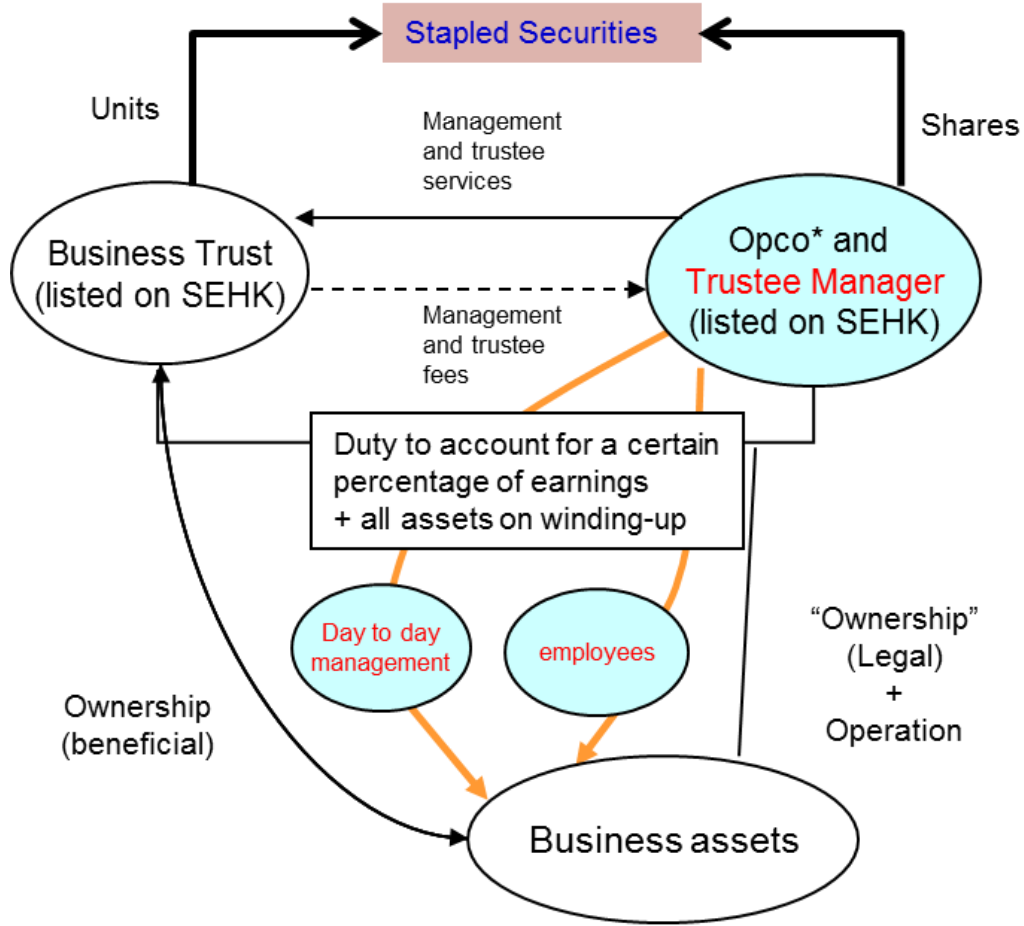 Stapled Securities
Units
Shares
Management
and trustee
services
Business Trust
(listed on SEHK)
Opco* and
Trustee Manager
(listed on SEHK)
Management
and trustee
fees
Duty to account for a certain
percentage of earnings
+ all assets on winding-up
Day to day
management
employees
“Ownership”
(Legal)
+
Operation
Ownership
(beneficial)
Business assets